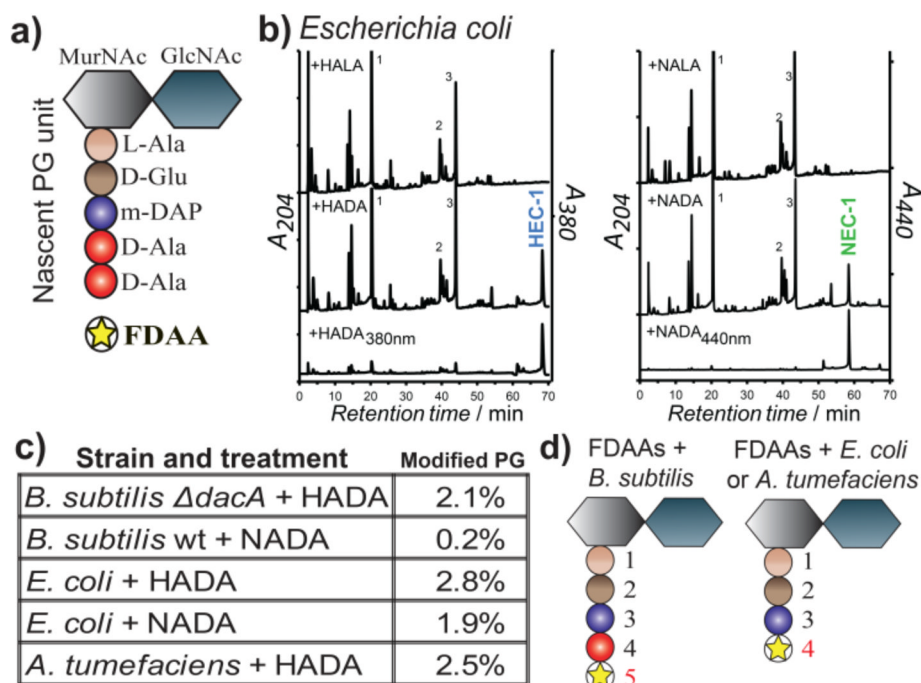 a)
MurNAc GlcNAc
Nascent PG unit
L-Ala
D-Glu
m-DAP
D-Ala
D-Ala
FDAA
b) Escherichia coli
+HALA
1
2
3
+HADA
1
2
3
HEC-1
+HADA380nm
A204
A380
0 10 20 30 40 50 60 70
Retention time / min
+NALA
1
2
3
+NADA
1
2
3
NEC-1
+NADA440nm
A204
A440
0 10 20 30 40 50 60 70
Retention time / min
c)
Strain and treatment Modified PG
B. subtilis ΔdacA + HADA 2.1%
B. subtilis wt + NADA 0.2%
E. coli + HADA 2.8%
E. coli + NADA 1.9%
A. tumefaciens + HADA 2.5%
d)
FDAAs +
B. subtilis
1
2
3
4
5
FDAAs + E. coli
or A. tumefaciens
1
2
3
4